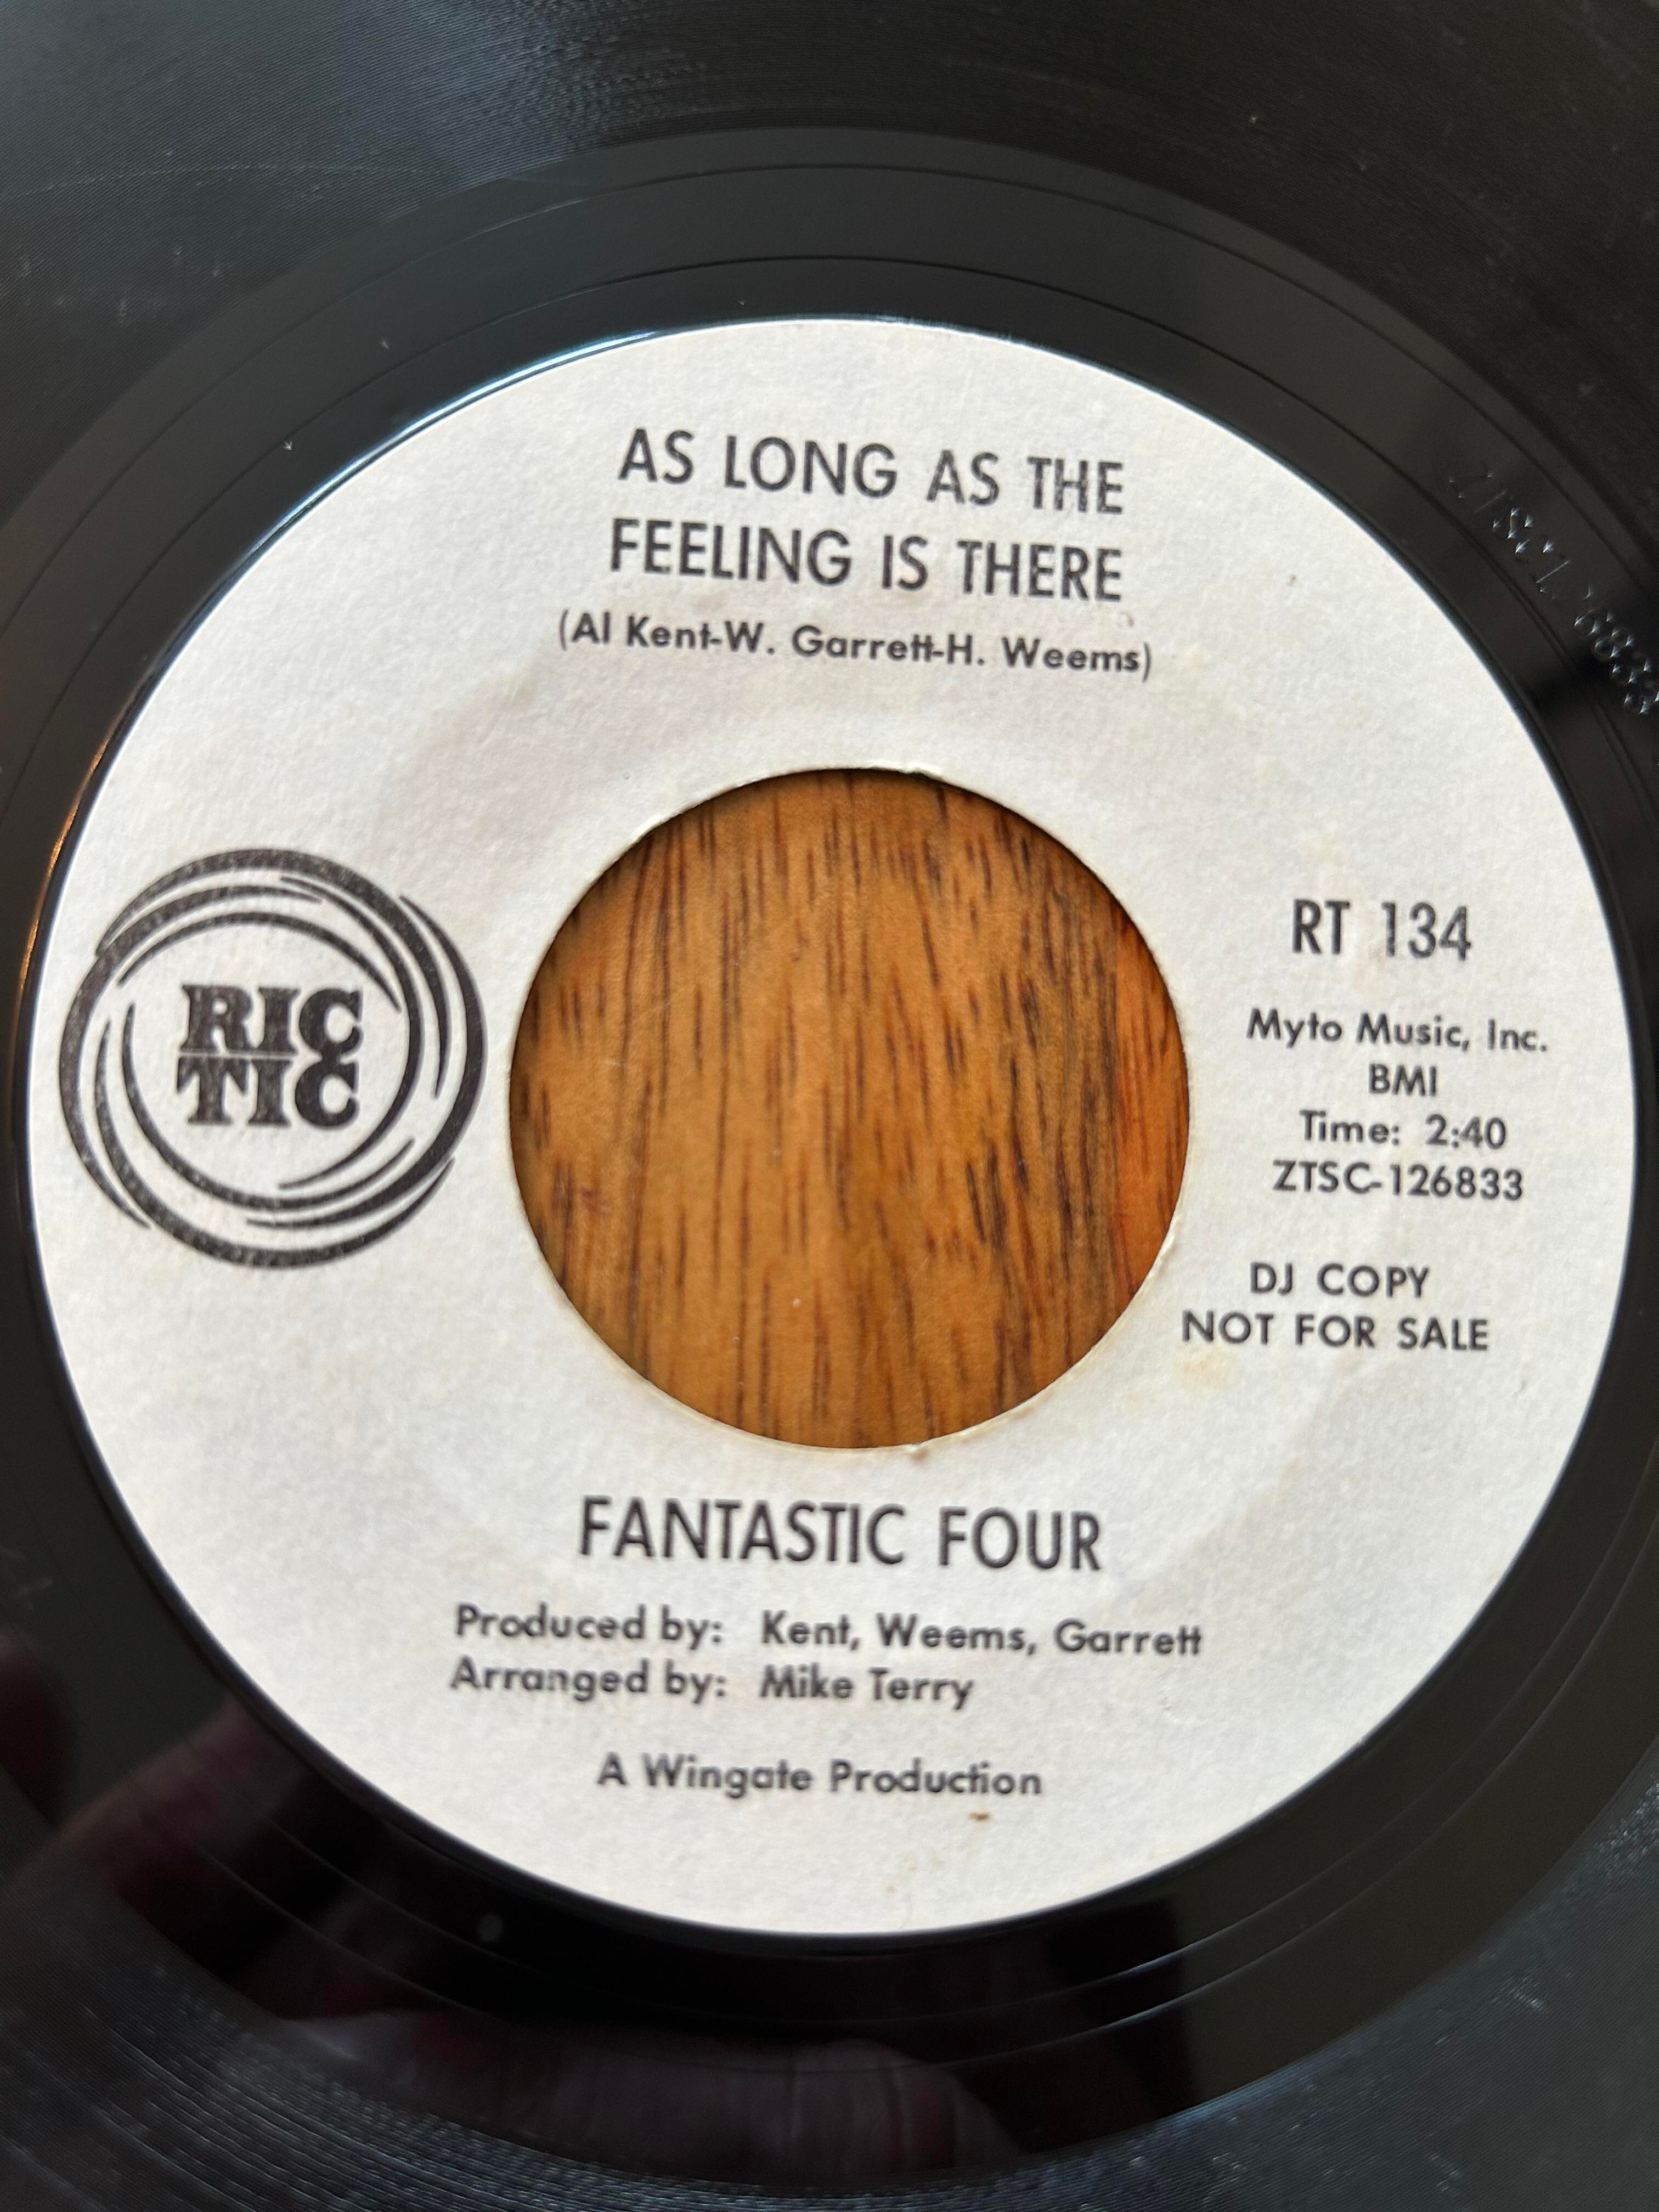 AS LONG AS THE
FEELING IS THERE
(Al Kent-W. Garrett-H. Weems)
RIC
TIC
RT 134
Myto Music, Inc.
BMI
Time: 2:40
ZTSC-126833
DJ COPY
NOT FOR SALE
FANTASTIC FOUR
Produced by: Kent, Weems, Garrett
Arranged by: Mike Terry
A Wingate Production